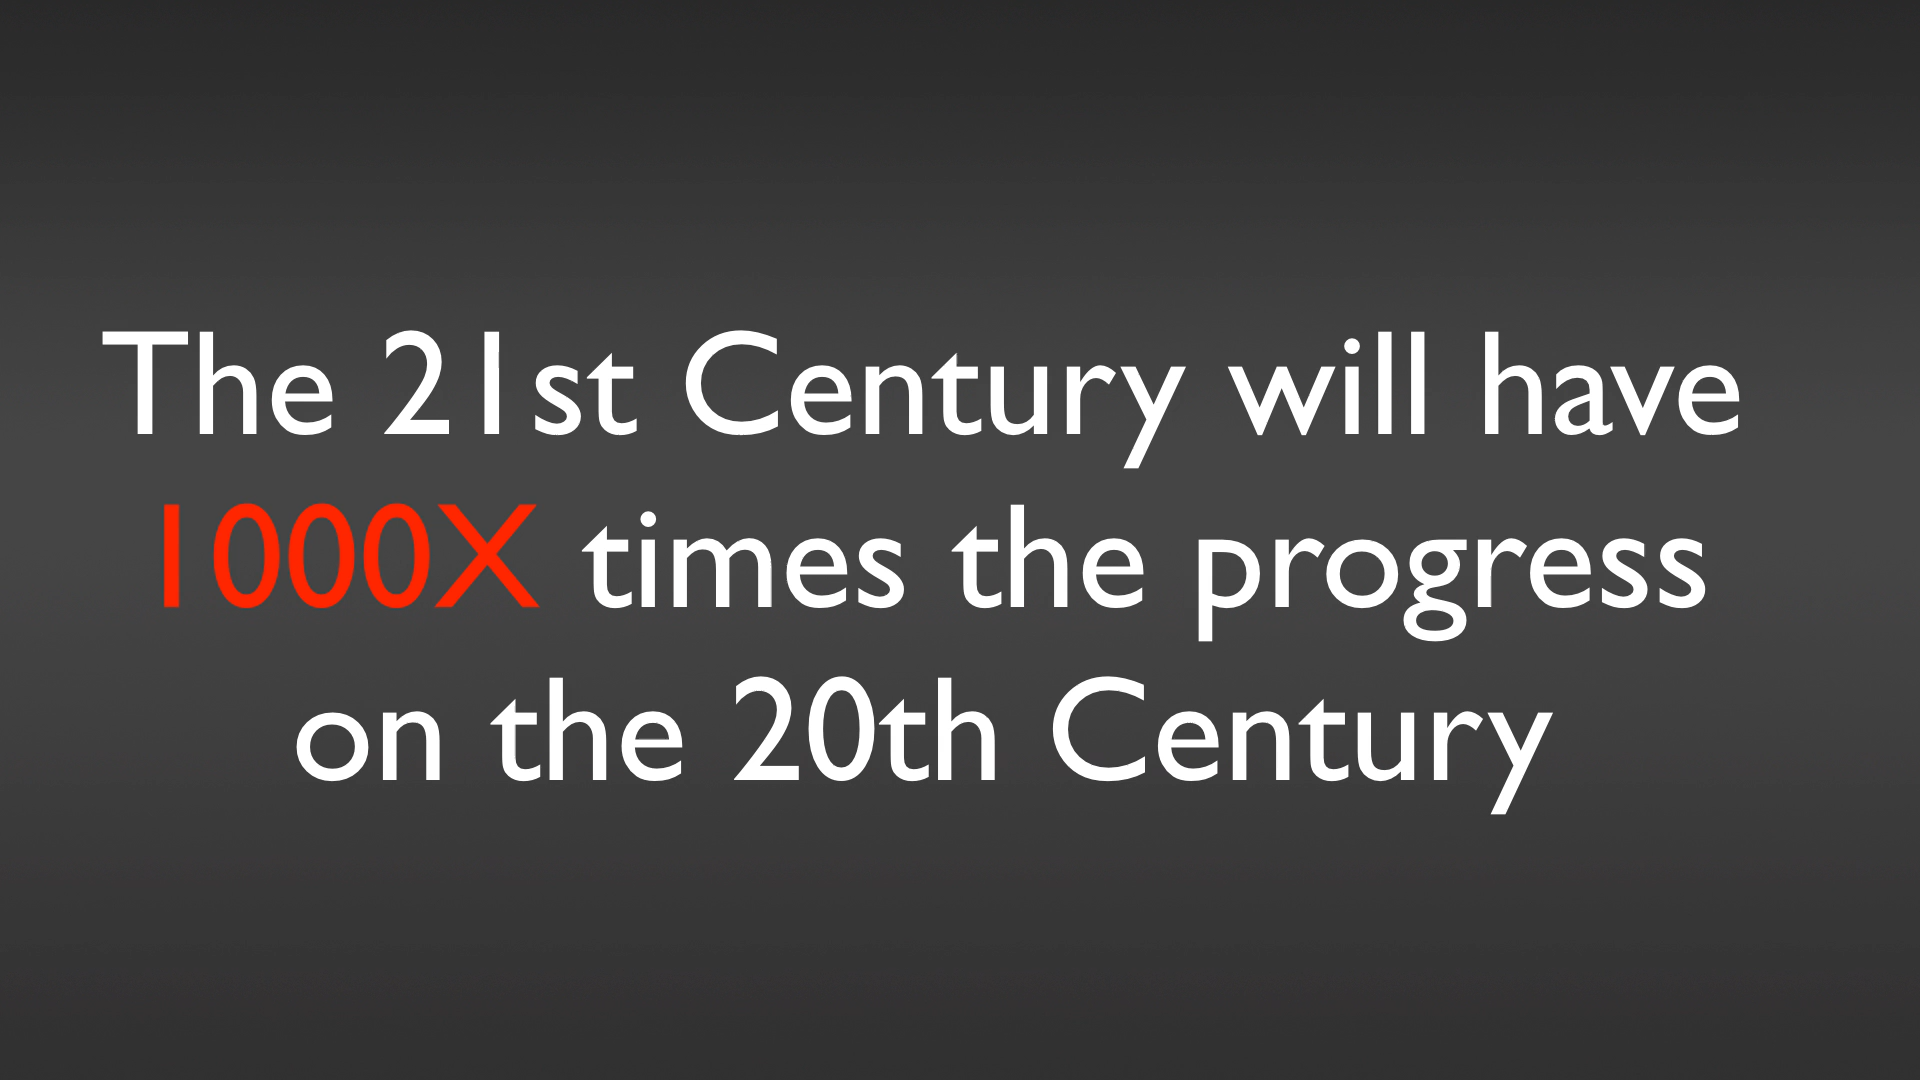 The 21st Century will have
1000X times the progress
on the 20th Century